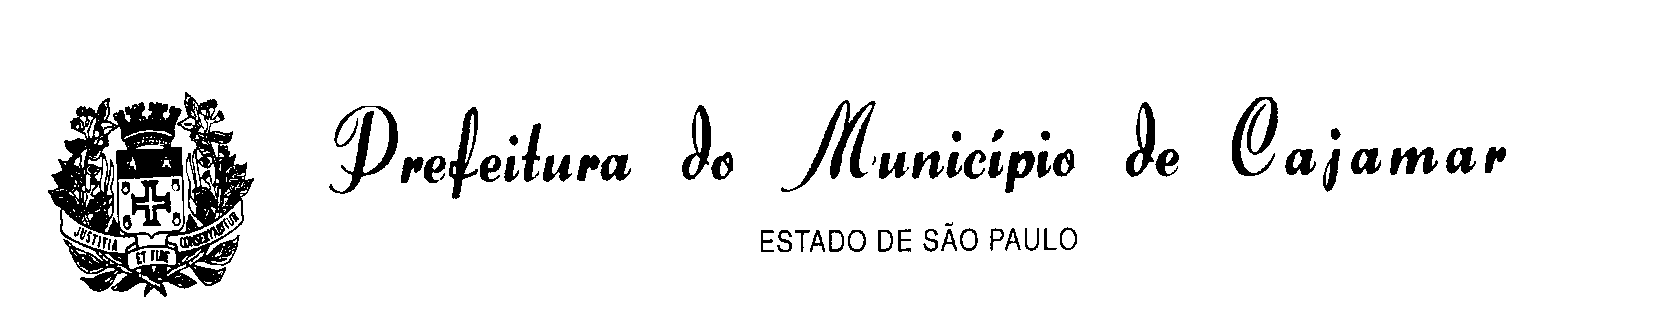 Prefeitura do Município de Cajamar
ESTADO DE SÃO PAULO
JUSTITIA
ET FIDE
CONSERVABITUR